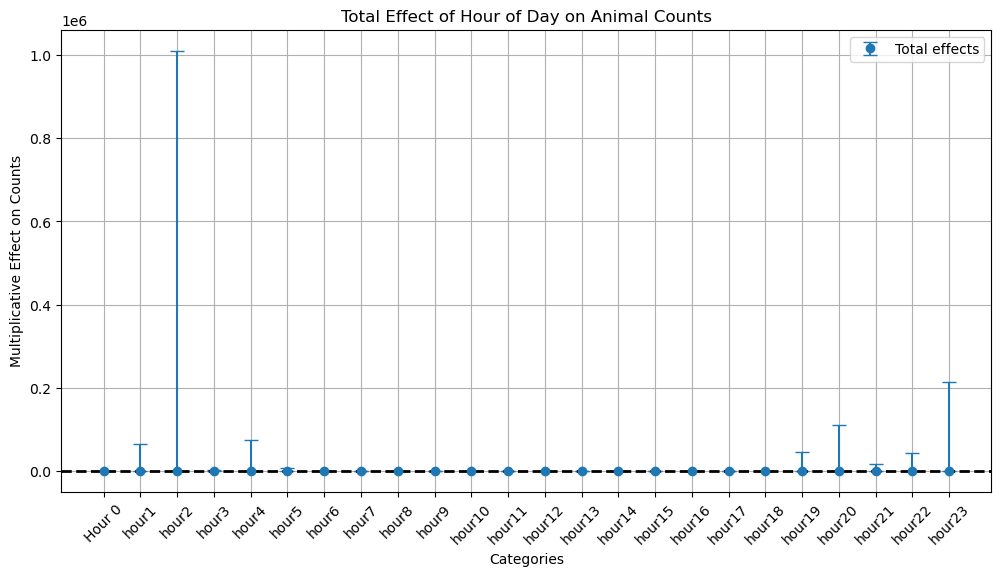 Total Effect of Hour of Day on Animal Counts
1e6
Total effects
Multiplicative Effect on Counts
1.0
0.8
0.6
0.4
0.2
0.0
Hour 0
hour1
hour2
hour3
hour4
hour5
hour6
hour7
hour8
hour9
hour10
hour11
hour12
hour13
hour14
hour15
hour16
hour17
hour18
hour19
hour20
hour21
hour22
hour23
Categories